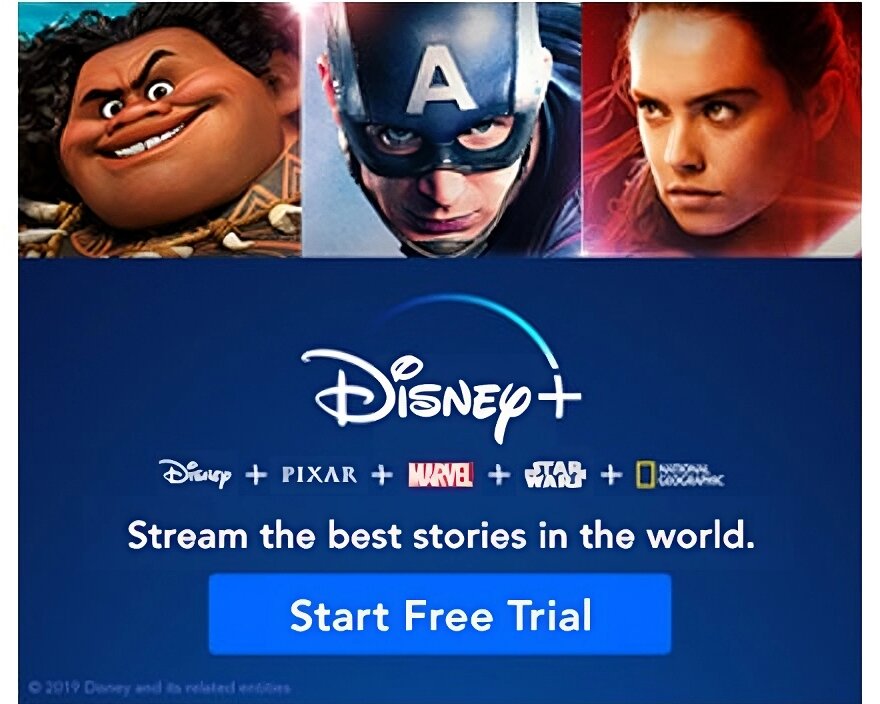 A
Disney+
Disney + PIXAR + MARVEL + STAR WARS + NATIONAL GEOGRAPHIC
Stream the best stories in the world.
Start Free Trial
© 2019 Disney and its related entities